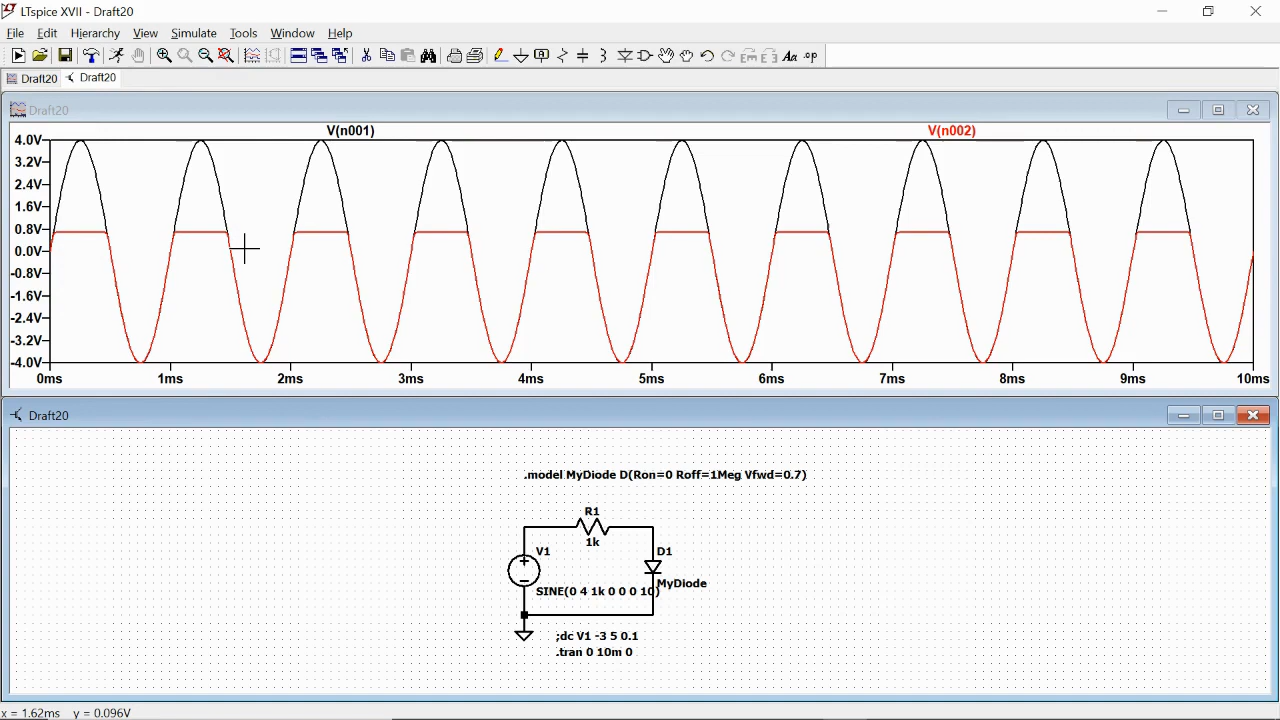 LTspice XVII - Draft20
File Edit Hierarchy View Simulate Tools Window Help
Aa .op
Draft20 Draft20
Draft20
V(n001) V(n002)
4.0V
3.2V
2.4V
1.6V
0.8V
0.0V
-0.8V
-1.6V
-2.4V
-3.2V
-4.0V
0ms 1ms 2ms 3ms 4ms 5ms 6ms 7ms 8ms 9ms 10ms
Draft20
.model MyDiode D(Ron=0 Roff=1Meg Vfwd=0.7)
R1
1k
V1
D1
MyDiode
SINE(0 4 1k 0 0 0 10)
;dc V1 -3 5 0.1
.tran 0 10m 0
x = 1.62ms y = 0.096V